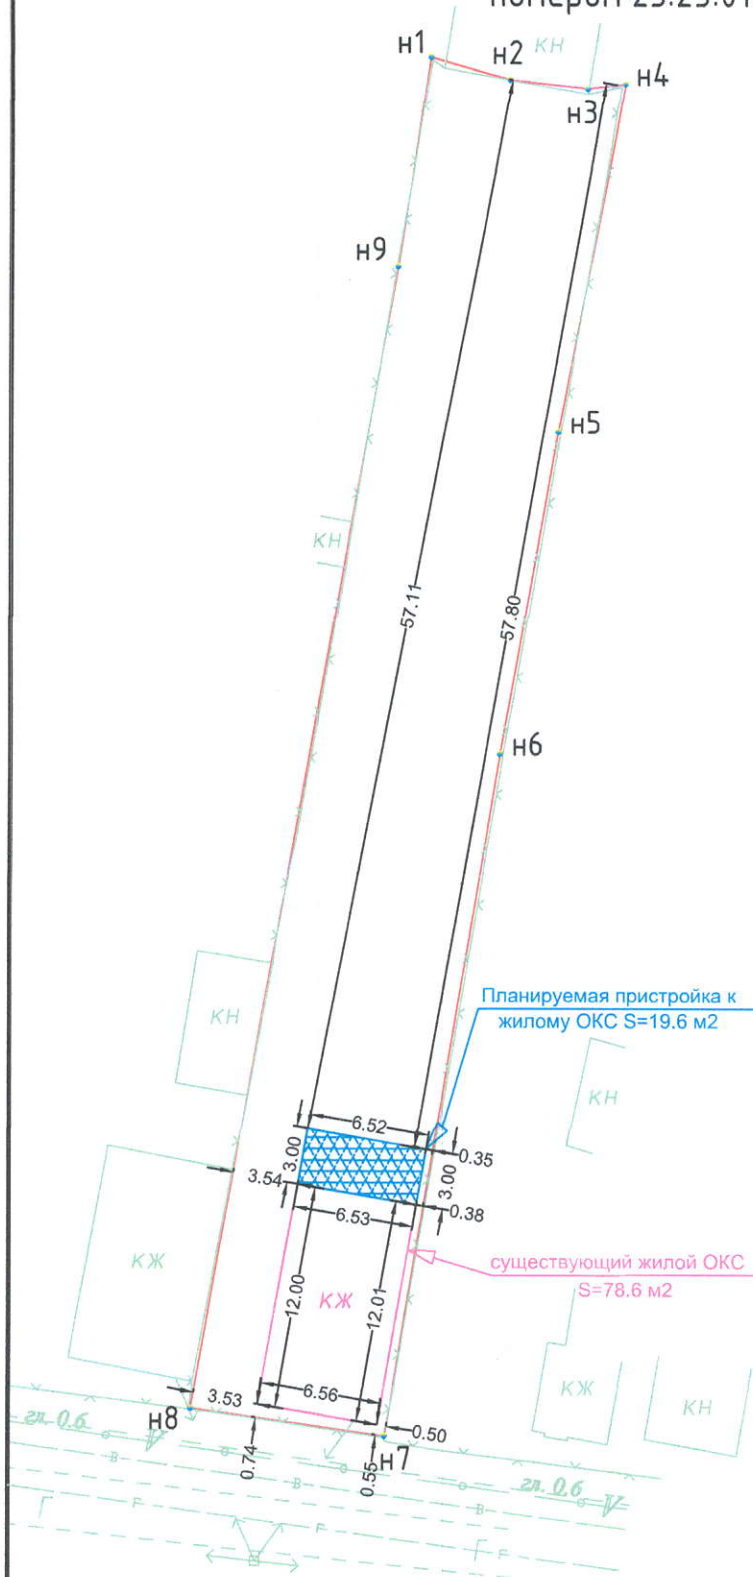 н1
н2
КН
н4
н3
н9
н5
КН
57.11
57.80
н6
Планируемая пристройка к
жилому ОКС S=19.6 м2
КН
КН
6.52
3.00
0.35
3.00
3.54
0.38
6.53
существующий жилой ОКС
S=78.6 м2
КЖ
12.00
КЖ
12.01
КЖ
КН
3.53
6.56
н8
0.50
гл. 0.6
н7
0.74
0.55
В
В
гл. 0.6
Г
F
F
F